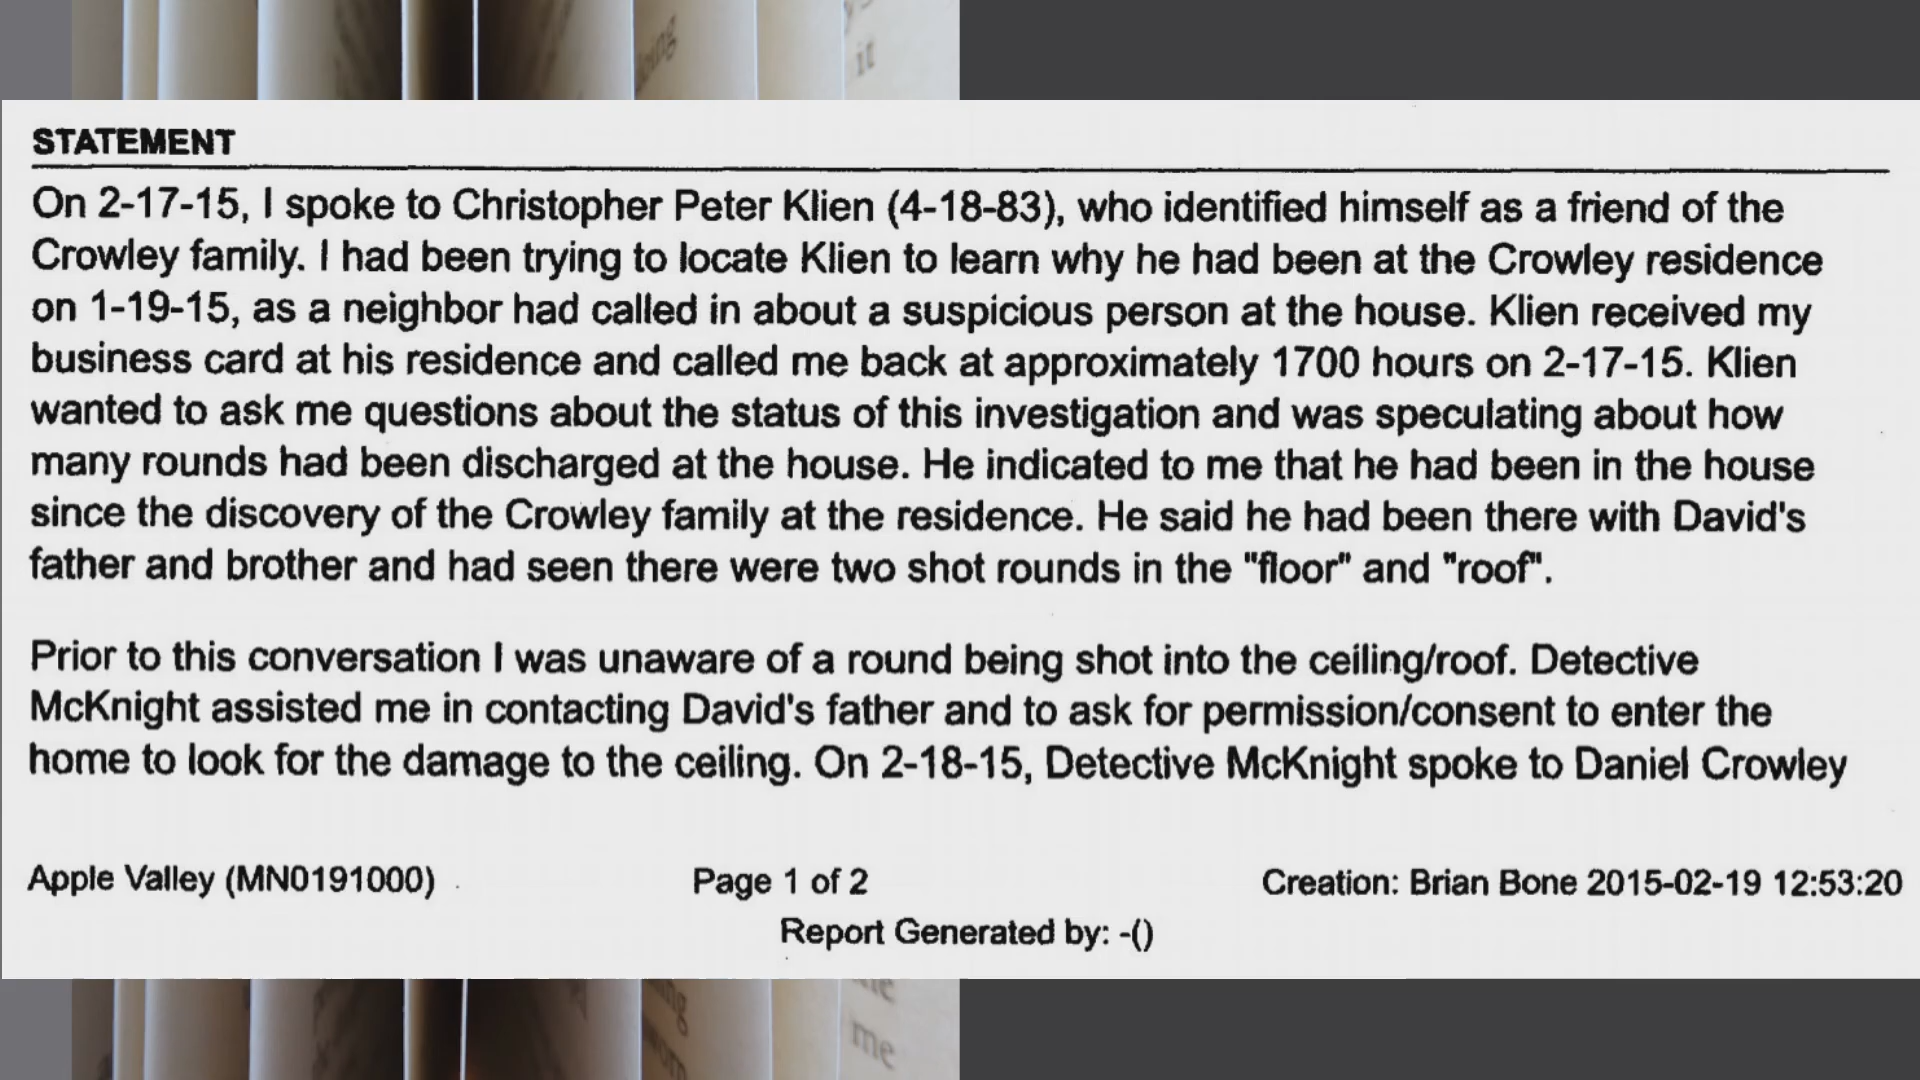 oing
it
STATEMENT
On 2-17-15, I spoke to Christopher Peter Klien (4-18-83), who identified himself as a friend of the
Crowley family. I had been trying to locate Klien to learn why he had been at the Crowley residence
on 1-19-15, as a neighbor had called in about a suspicious person at the house. Klien received my
business card at his residence and called me back at approximately 1700 hours on 2-17-15. Klien
wanted to ask me questions about the status of this investigation and was speculating about how
many rounds had been discharged at the house. He indicated to me that he had been in the house
since the discovery of the Crowley family at the residence. He said he had been there with David's
father and brother and had seen there were two shot rounds in the "floor" and "roof".
Prior to this conversation I was unaware of a round being shot into the ceiling/roof. Detective
McKnight assisted me in contacting David's father and to ask for permission/consent to enter the
home to look for the damage to the ceiling. On 2-18-15, Detective McKnight spoke to Daniel Crowley
Apple Valley (MN0191000)
Page 1 of 2
Creation: Brian Bone 2015-02-19 12:53:20
Report Generated by: -()
me